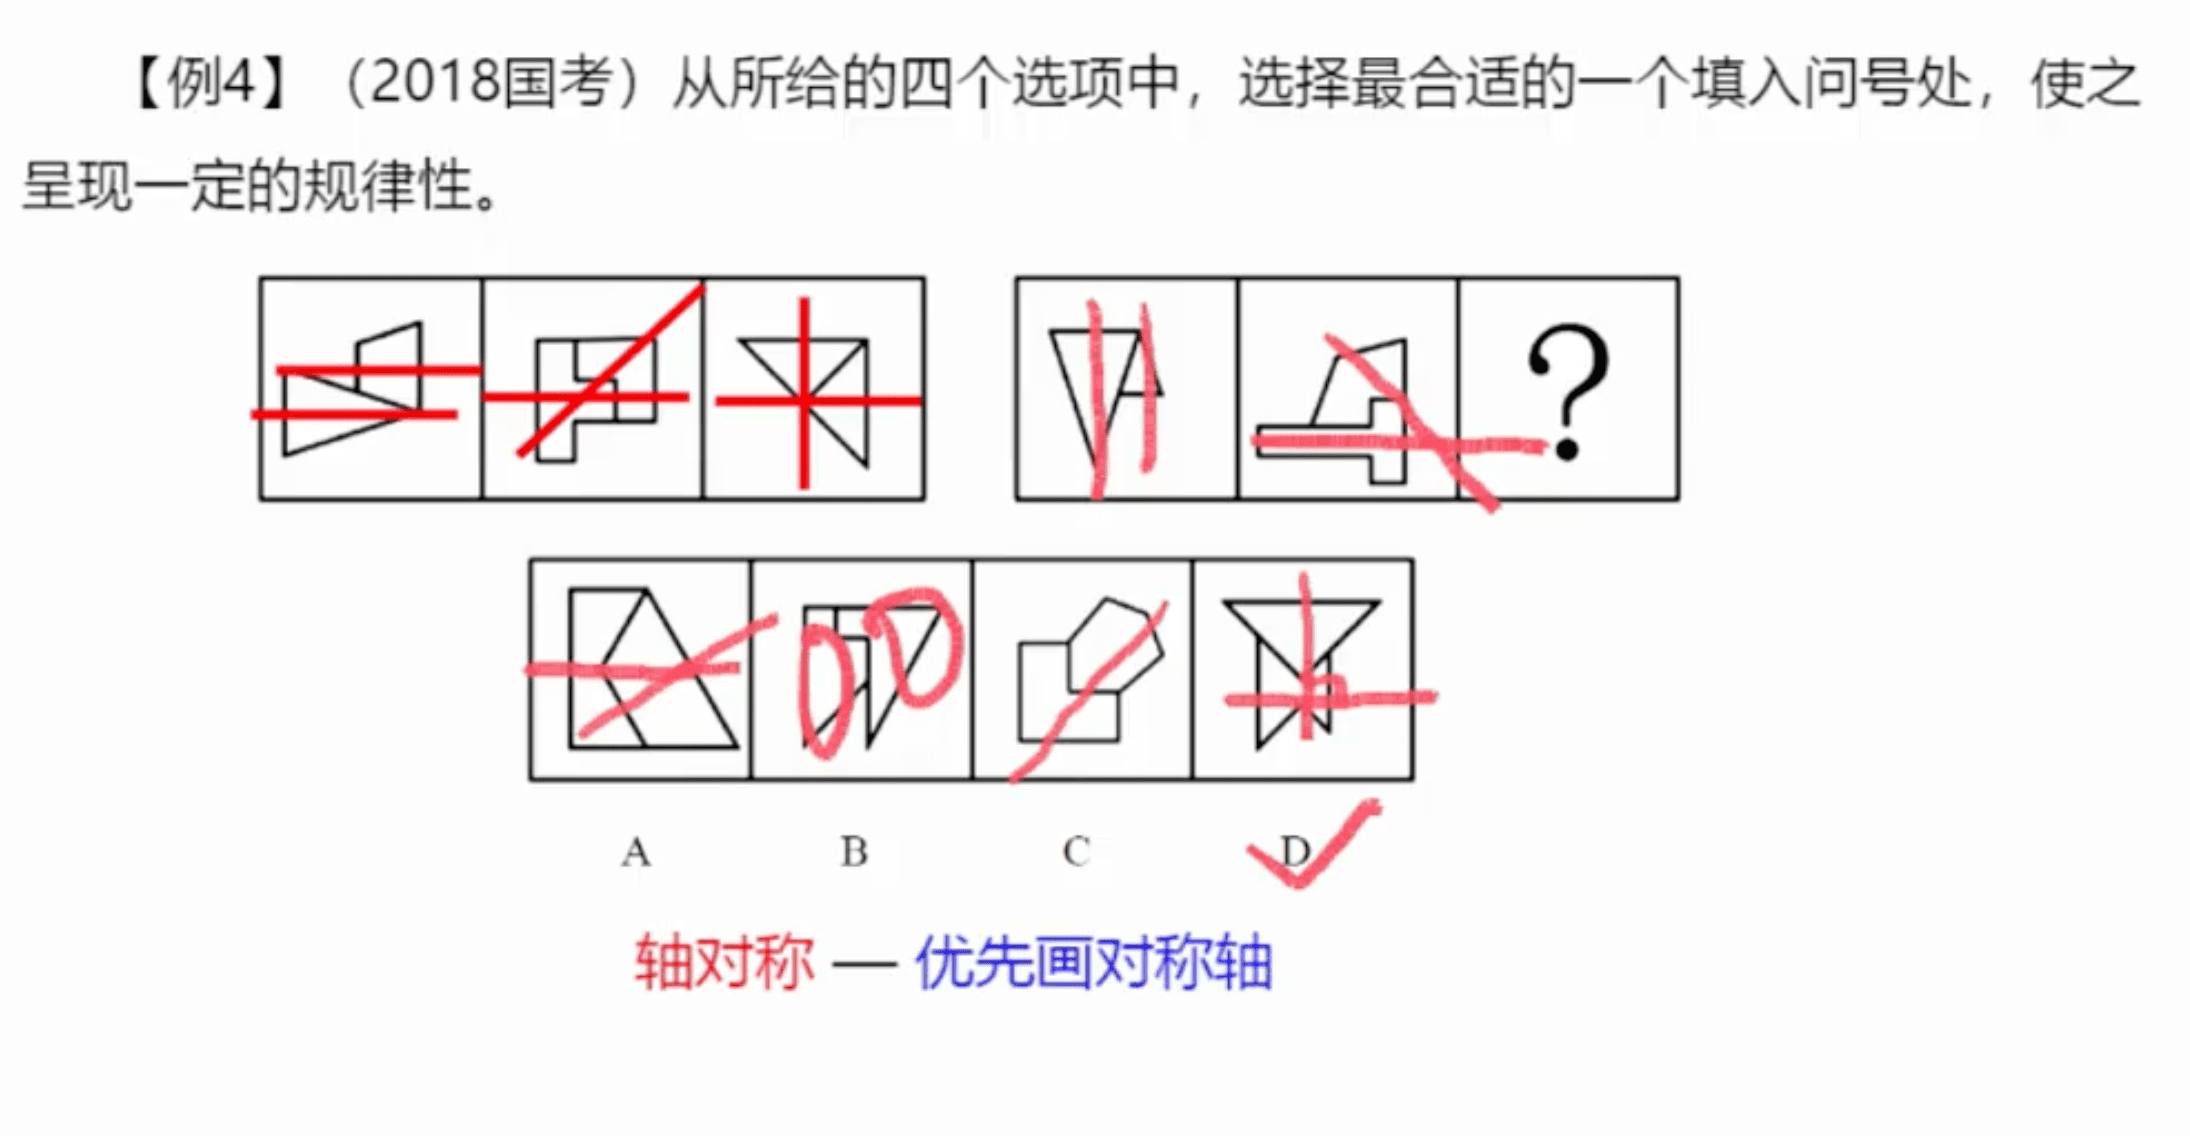 【例4】（2018国考）从所给的四个选项中，选择最合适的一个填入问号处，使之
呈现一定的规律性。
?
A B C D
轴对称 — 优先画对称轴